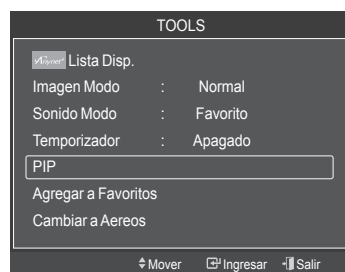 TOOLS
Anynet+ Lista Disp.
Imagen Modo : Normal
Sonido Modo : Favorito
Temporizador : Apagado
PIP
Agregar a Favoritos
Cambiar a Aereos
Mover Ingresar Salir